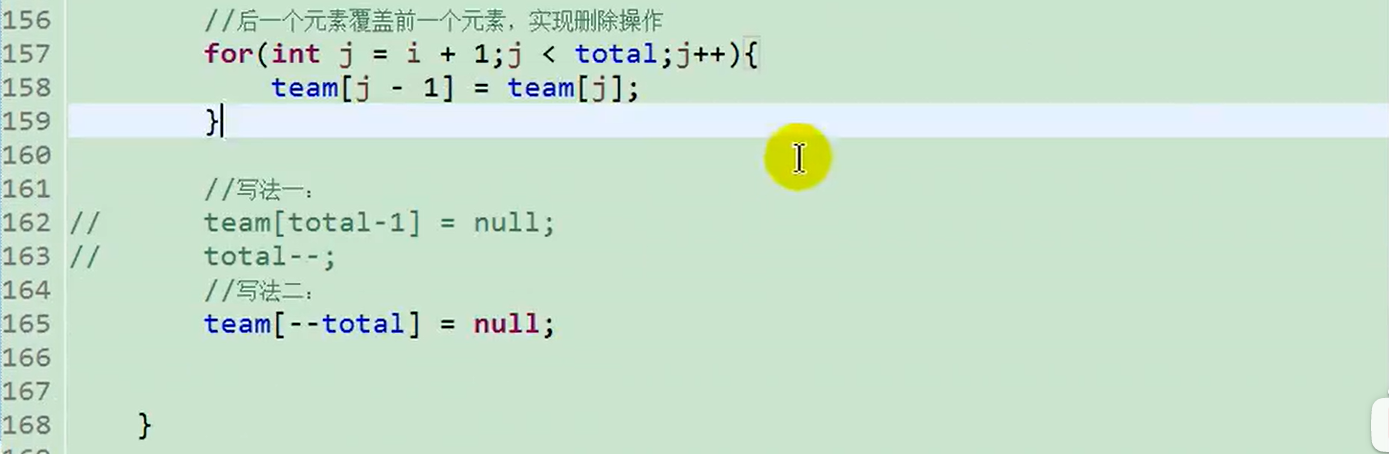 156 //后一个元素覆盖前一个元素，实现删除操作
157 for(int j = i + 1;j < total;j++){
158 team[j - 1] = team[j];
159 }
160
161 //写法一：
162 // team[total-1] = null;
163 // total--;
164 //写法二：
165 team[--total] = null;
166
167
168 }